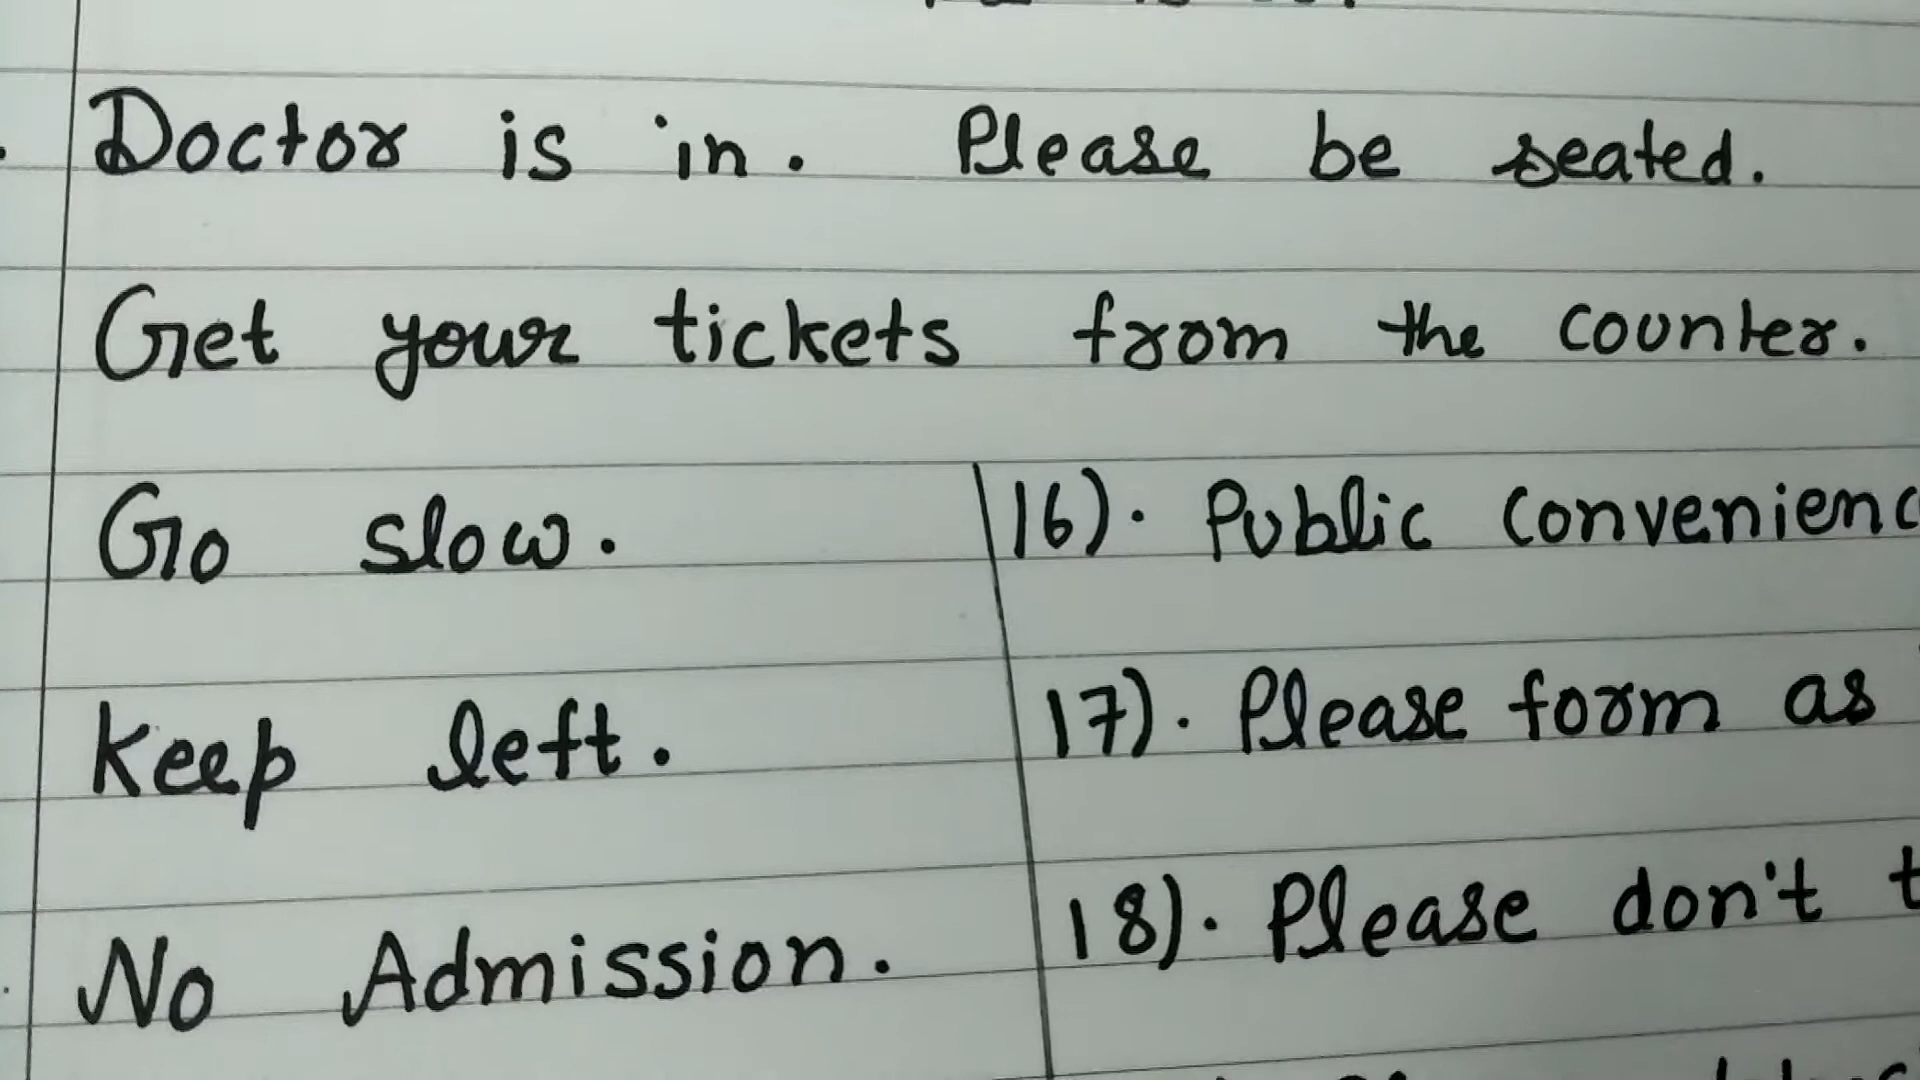 Doctor is in. Please be seated.
Get your tickets from the counter.
Go slow.
Keep left.
No Admission.
16). Public convenienc
17). Please form as
18). Please don't t